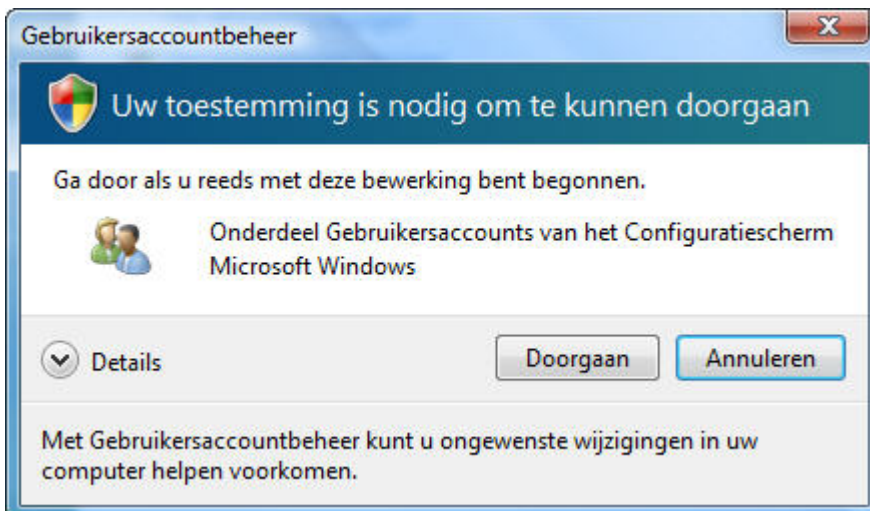 Gebruikersaccountbeheer
Uw toestemming is nodig om te kunnen doorgaan
Ga door als u reeds met deze bewerking bent begonnen.
Onderdeel Gebruikersaccounts van het Configuratiescherm
Microsoft Windows
Details
Doorgaan
Annuleren
Met Gebruikersaccountbeheer kunt u ongewenste wijzigingen in uw
computer helpen voorkomen.